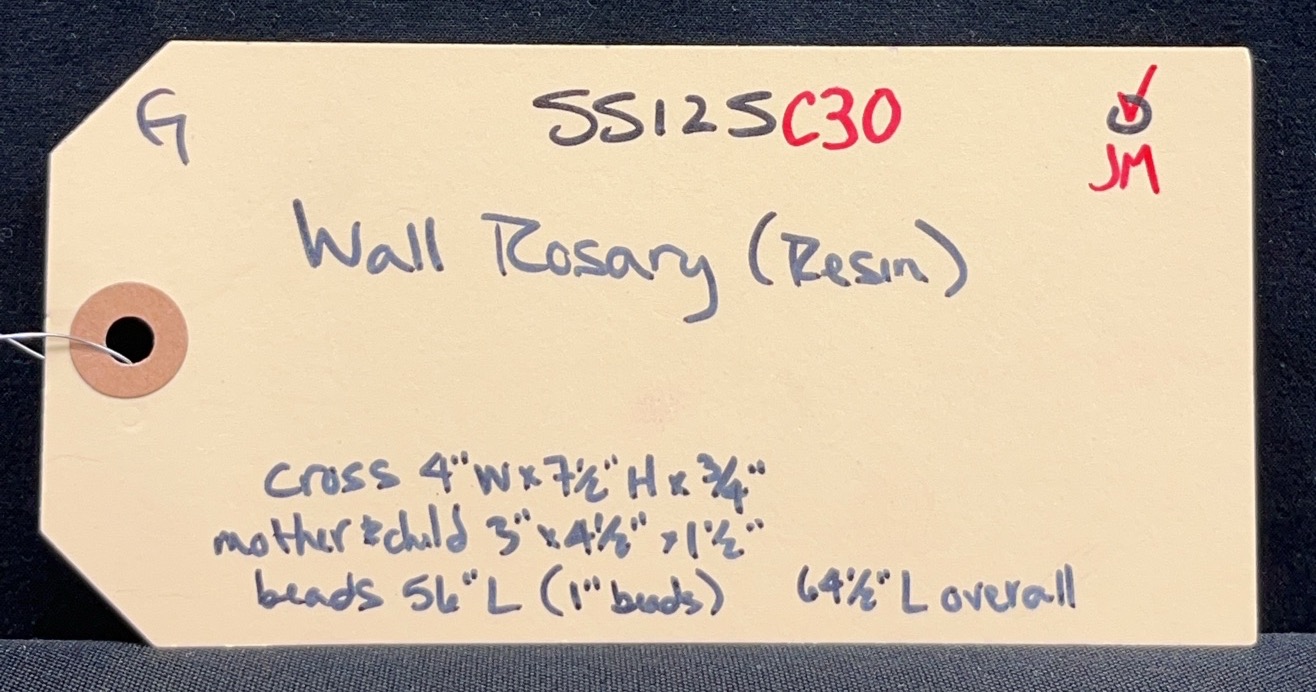 G SS125C30
JM
Wall Rosary (Resin)
cross 4"W x 7½"H x ¾"
mother & child 3" x 4½" x 1½"
beads 56"L (1" beads) 64½" L overall